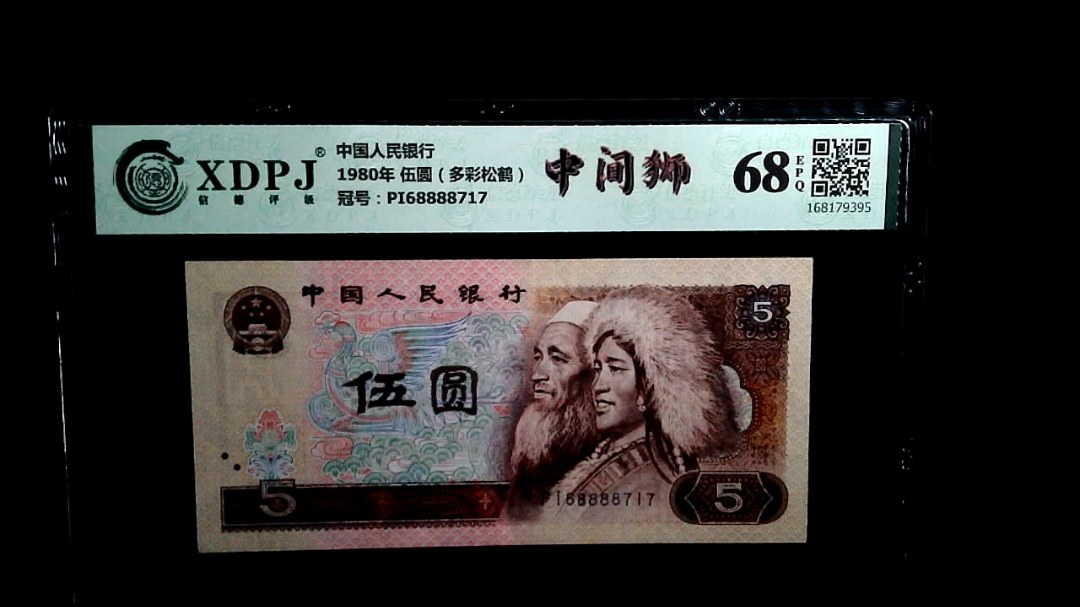 XDPJ®
信德评级
中国人民银行
1980年 伍圆（多彩松鹤）
冠号：PI68888717
中间狮
68
EPQ
168179395
中国人民银行
5
伍圆
5
PI68888717
5